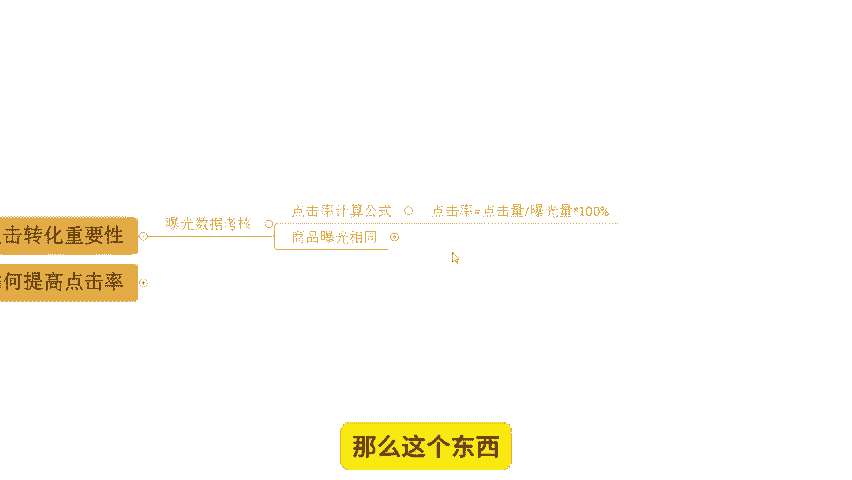 击转化重要性
曝光数据考核
点击率计算公式
点击率=点击量/曝光量*100%
商品曝光相同
何提高点击率
那么这个东西